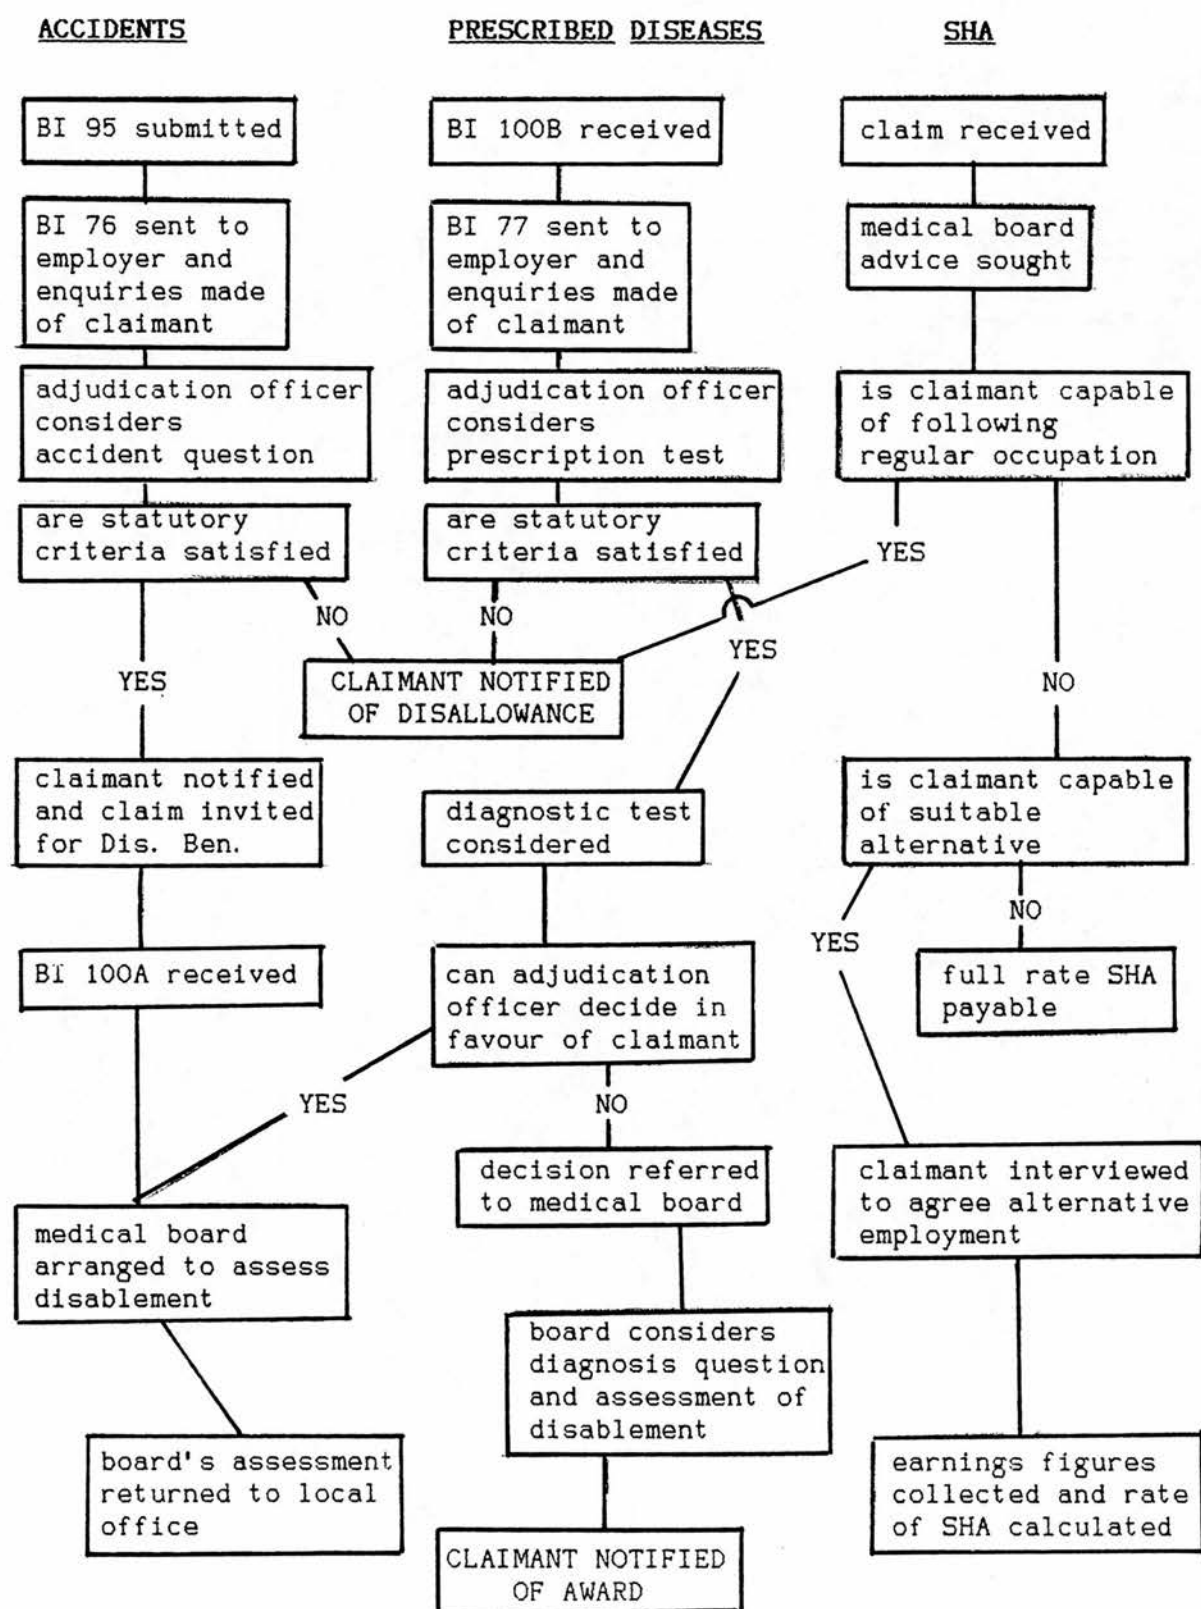 ACCIDENTS
BI 95 submitted
BI 76 sent to
employer and
enquiries made
of claimant
adjudication officer
considers
accident question
are statutory
criteria satisfied
NO
YES
claimant notified
and claim invited
for Dis. Ben.
BI 100A received
medical board
arranged to assess
disablement
board's assessment
returned to local
office
PRESCRIBED DISEASES
BI 100B received
BI 77 sent to
employer and
enquiries made
of claimant
adjudication officer
considers
prescription test
are statutory
criteria satisfied
NO
YES
CLAIMANT NOTIFIED
OF DISALLOWANCE
diagnostic test
considered
can adjudication
officer decide in
favour of claimant
YES
NO
decision referred
to medical board
board considers
diagnosis question
and assessment of
disablement
CLAIMANT NOTIFIED
OF AWARD
SHA
claim received
medical board
advice sought
is claimant capable
of following
regular occupation
YES
NO
is claimant capable
of suitable
alternative
YES
NO
full rate SHA
payable
claimant interviewed
to agree alternative
employment
earnings figures
collected and rate
of SHA calculated